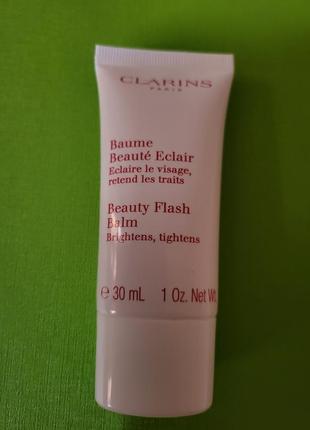 CLARINS
PARIS
Baume
Beauté Eclair
Eclaire le visage,
retend les traits
Beauty Flash
Balm
Brightens, tightens
℮ 30 mL 1 Oz. Net W